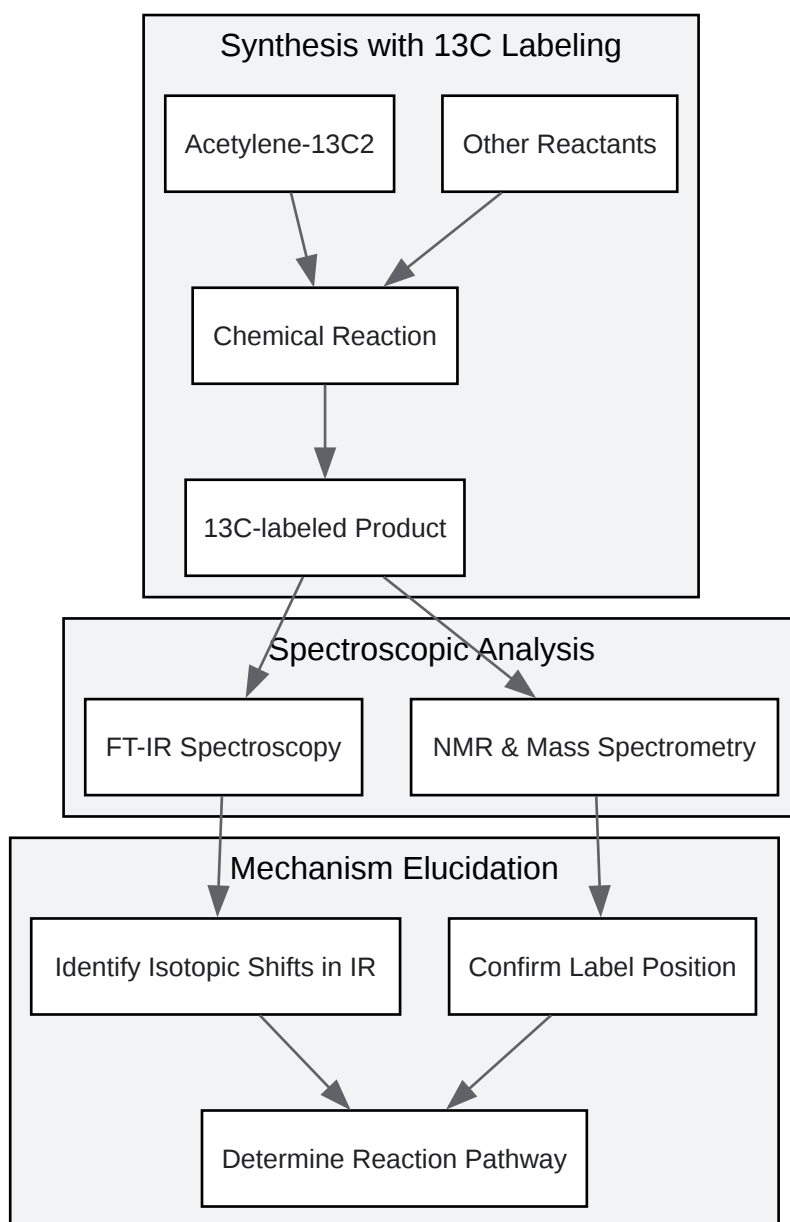 Synthesis with 13C Labeling
Acetylene-13C2
Other Reactants
Chemical Reaction
13C-labeled Product
Spectroscopic Analysis
FT-IR Spectroscopy
NMR & Mass Spectrometry
Mechanism Elucidation
Identify Isotopic Shifts in IR
Confirm Label Position
Determine Reaction Pathway